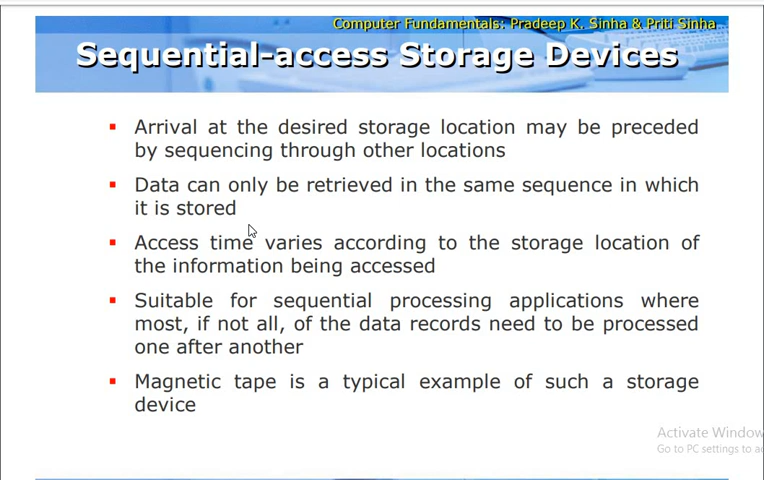 Computer Fundamentals: Pradeep K. Sinha & Priti Sinha
Sequential-access Storage Devices
Arrival at the desired storage location may be preceded
by sequencing through other locations
Data can only be retrieved in the same sequence in which
it is stored
Access time varies according to the storage location of
the information being accessed
Suitable for sequential processing applications where
most, if not all, of the data records need to be processed
one after another
Magnetic tape is a typical example of such a storage
device
Activate Window
Go to PC settings to a